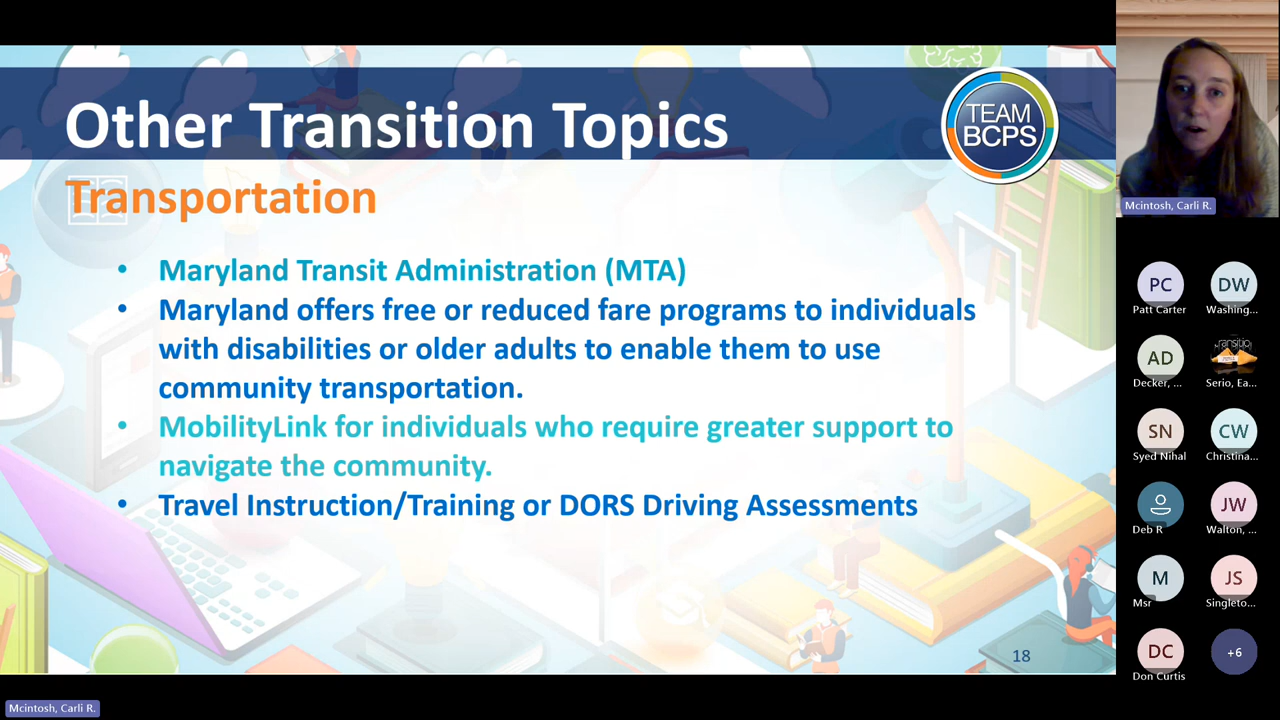 Other Transition Topics
TEAM
BCPS
Transportation
• Maryland Transit Administration (MTA)
• Maryland offers free or reduced fare programs to individuals
with disabilities or older adults to enable them to use
community transportation.
• MobilityLink for individuals who require greater support to
navigate the community.
• Travel Instruction/Training or DORS Driving Assessments
18
Mcintosh, Carli R.
PC
DW
Patt Carter
Washing...
AD
Decker, ...
Serio, Ea...
SN
CW
Syed Nihal
Christina...
JW
Deb R
Walton, ...
M
JS
Msr
Singleto...
DC
+6
Don Curtis
Mcintosh, Carli R.